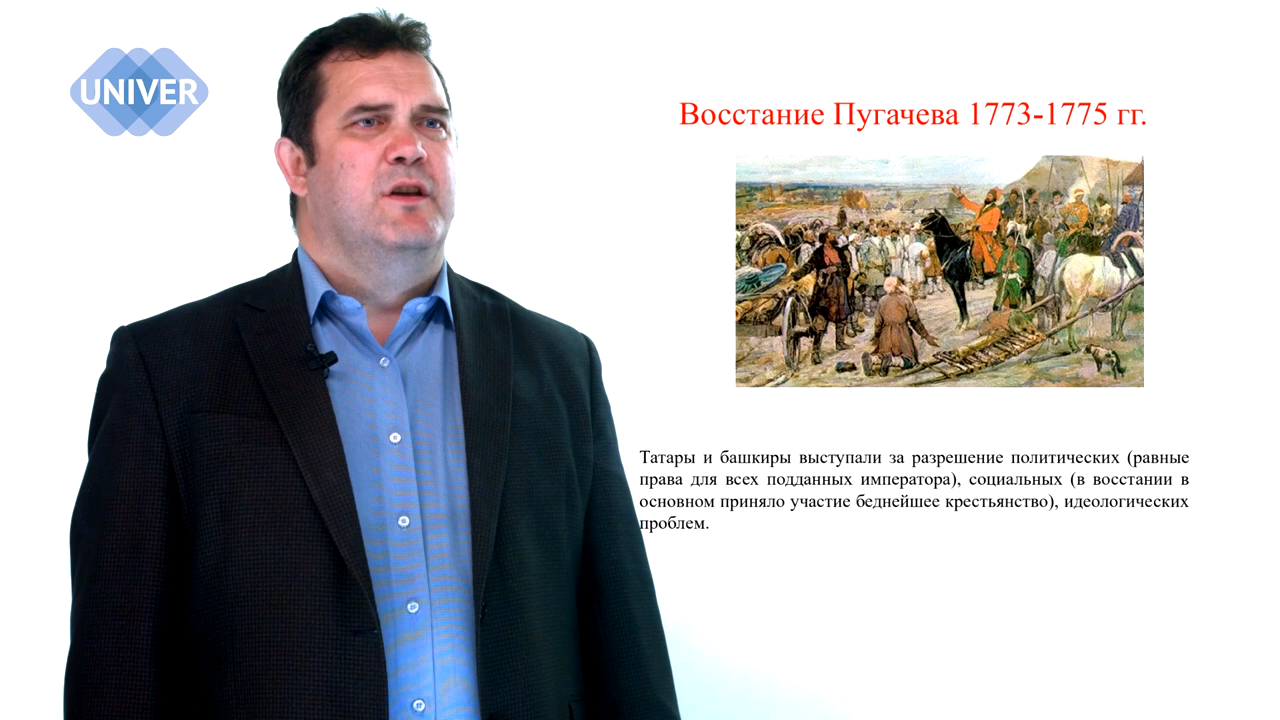 UNIVER
Восстание Пугачева 1773-1775 гг.
Татары и башкиры выступали за разрешение политических (равные
права для всех подданных императора), социальных (в восстании в
основном приняло участие беднейшее крестьянство), идеологических
проблем.